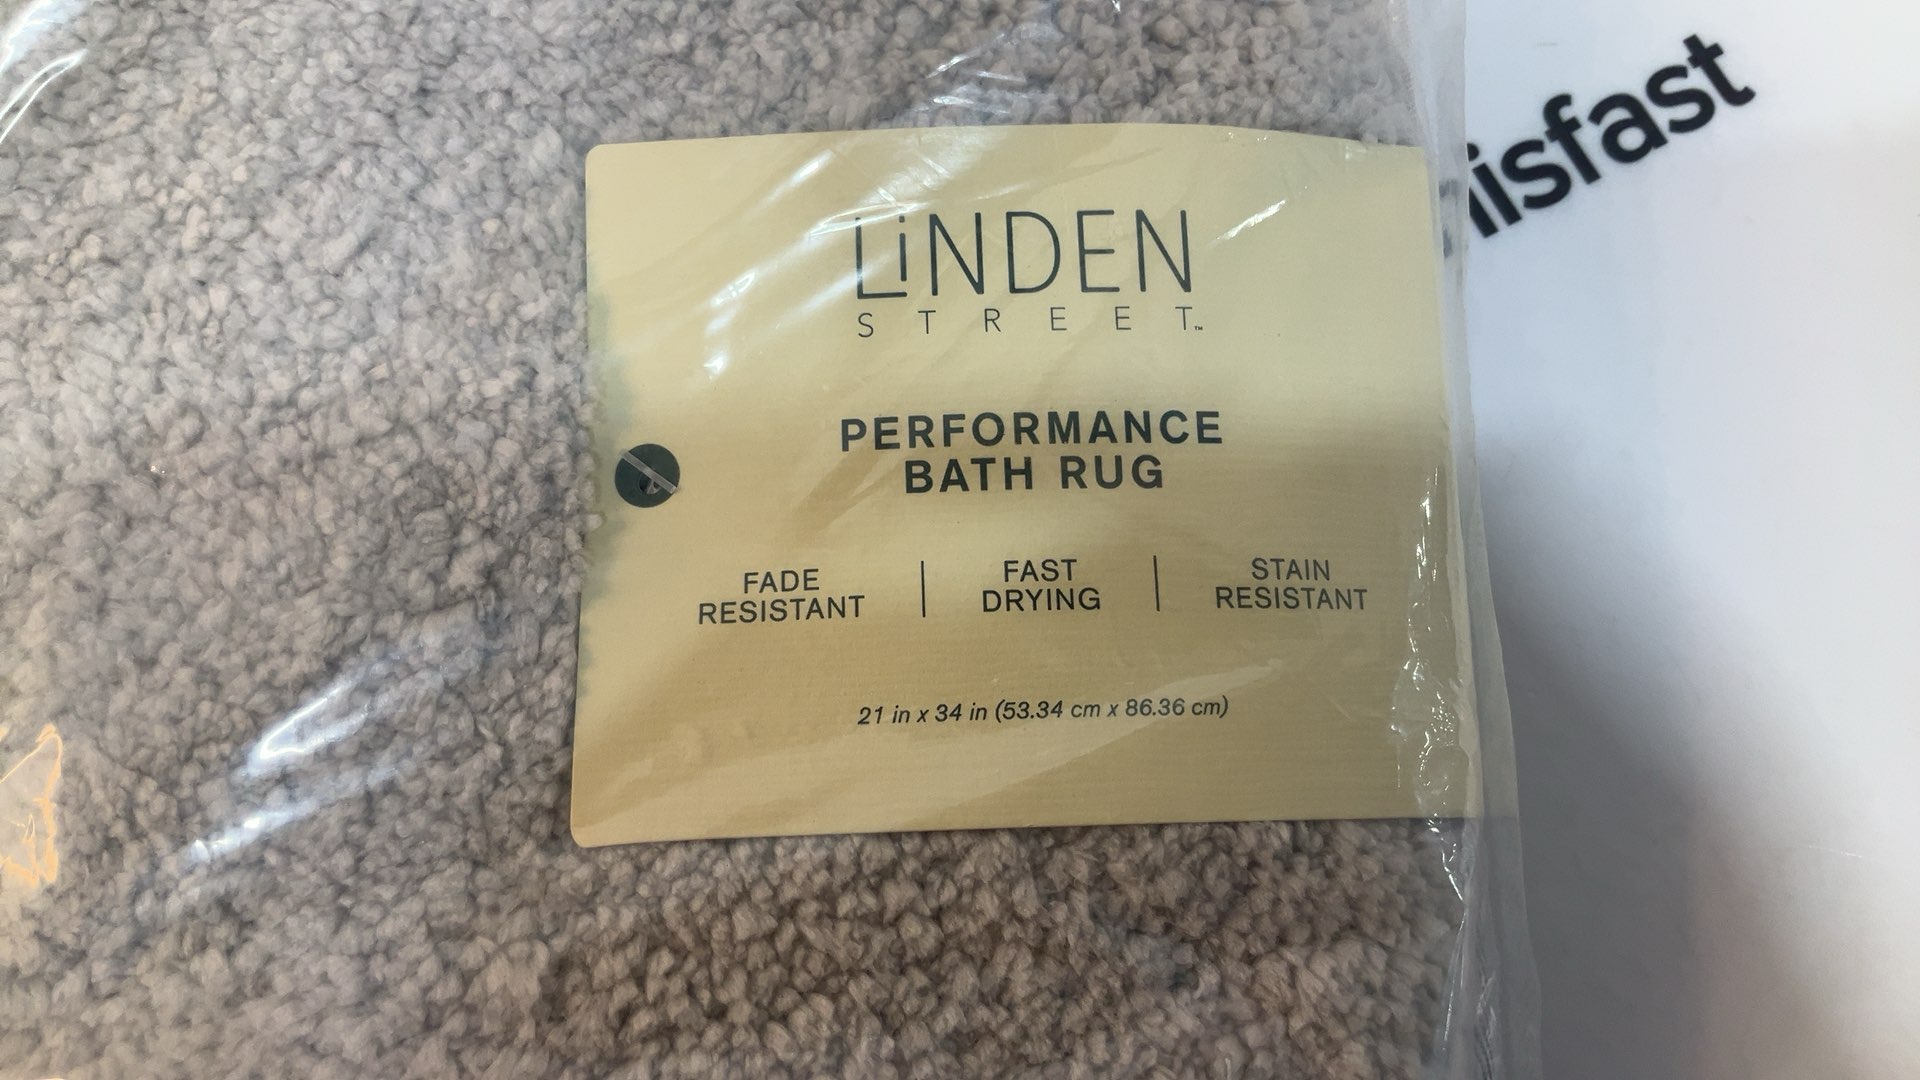 LiNDEN
STREET™
PERFORMANCE
BATH RUG
FADE
RESISTANT
FAST
DRYING
STAIN
RESISTANT
21 in x 34 in (53.34 cm x 86.36 cm)
isfast